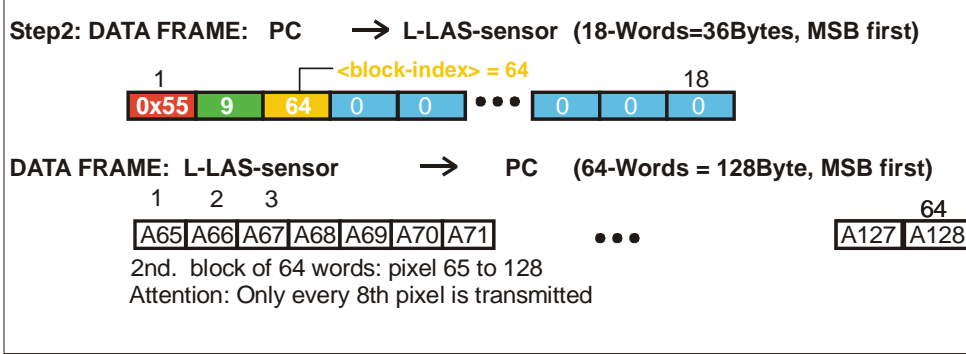 Step2: DATA FRAME: PC → L-LAS-sensor (18-Words=36Bytes, MSB first)
<block-index> = 64
1 18
0x55 9 64 0 0 ••• 0 0 0
DATA FRAME: L-LAS-sensor → PC (64-Words = 128Byte, MSB first)
1 2 3 64
A65 A66 A67 A68 A69 A70 A71 ••• A127 A128
2nd. block of 64 words: pixel 65 to 128
Attention: Only every 8th pixel is transmitted